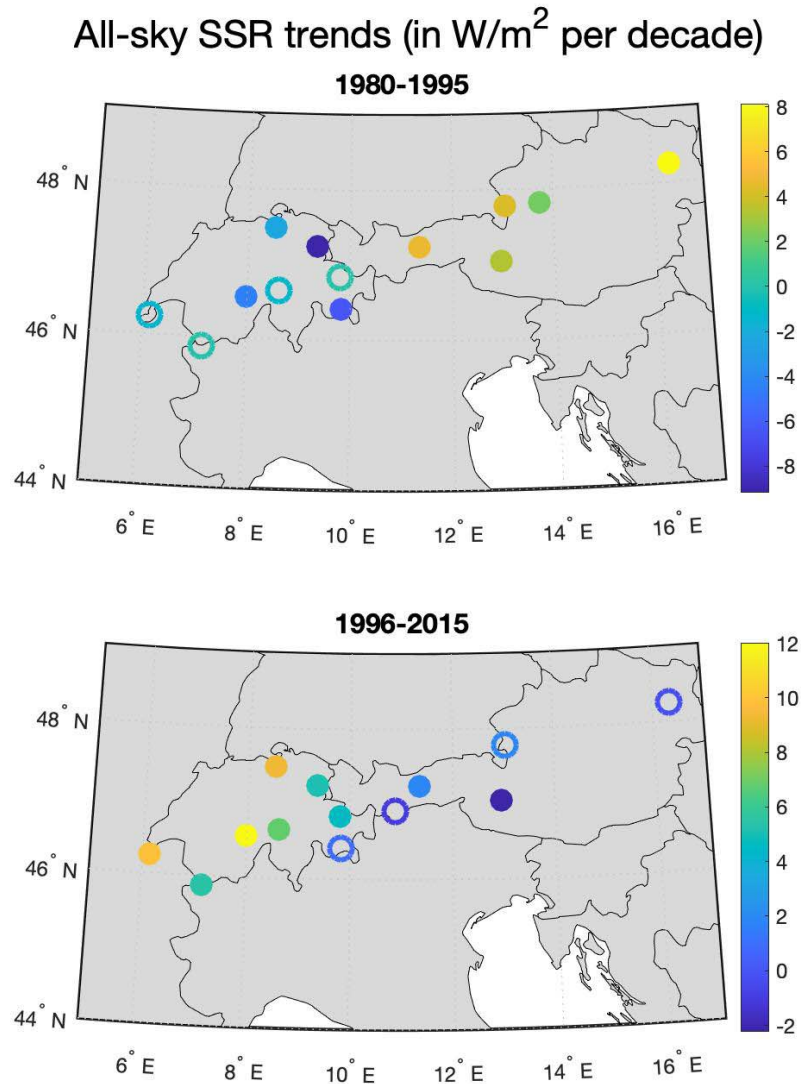 All-sky SSR trends (in W/m² per decade)
1980-1995
8
6
4
2
0
-2
-4
-6
-8
48° N
46° N
44° N
6° E
8° E
10° E
12° E
14° E
16° E
1996-2015
12
10
8
6
4
2
0
-2
48° N
46° N
44° N
6° E
8° E
10° E
12° E
14° E
16° E